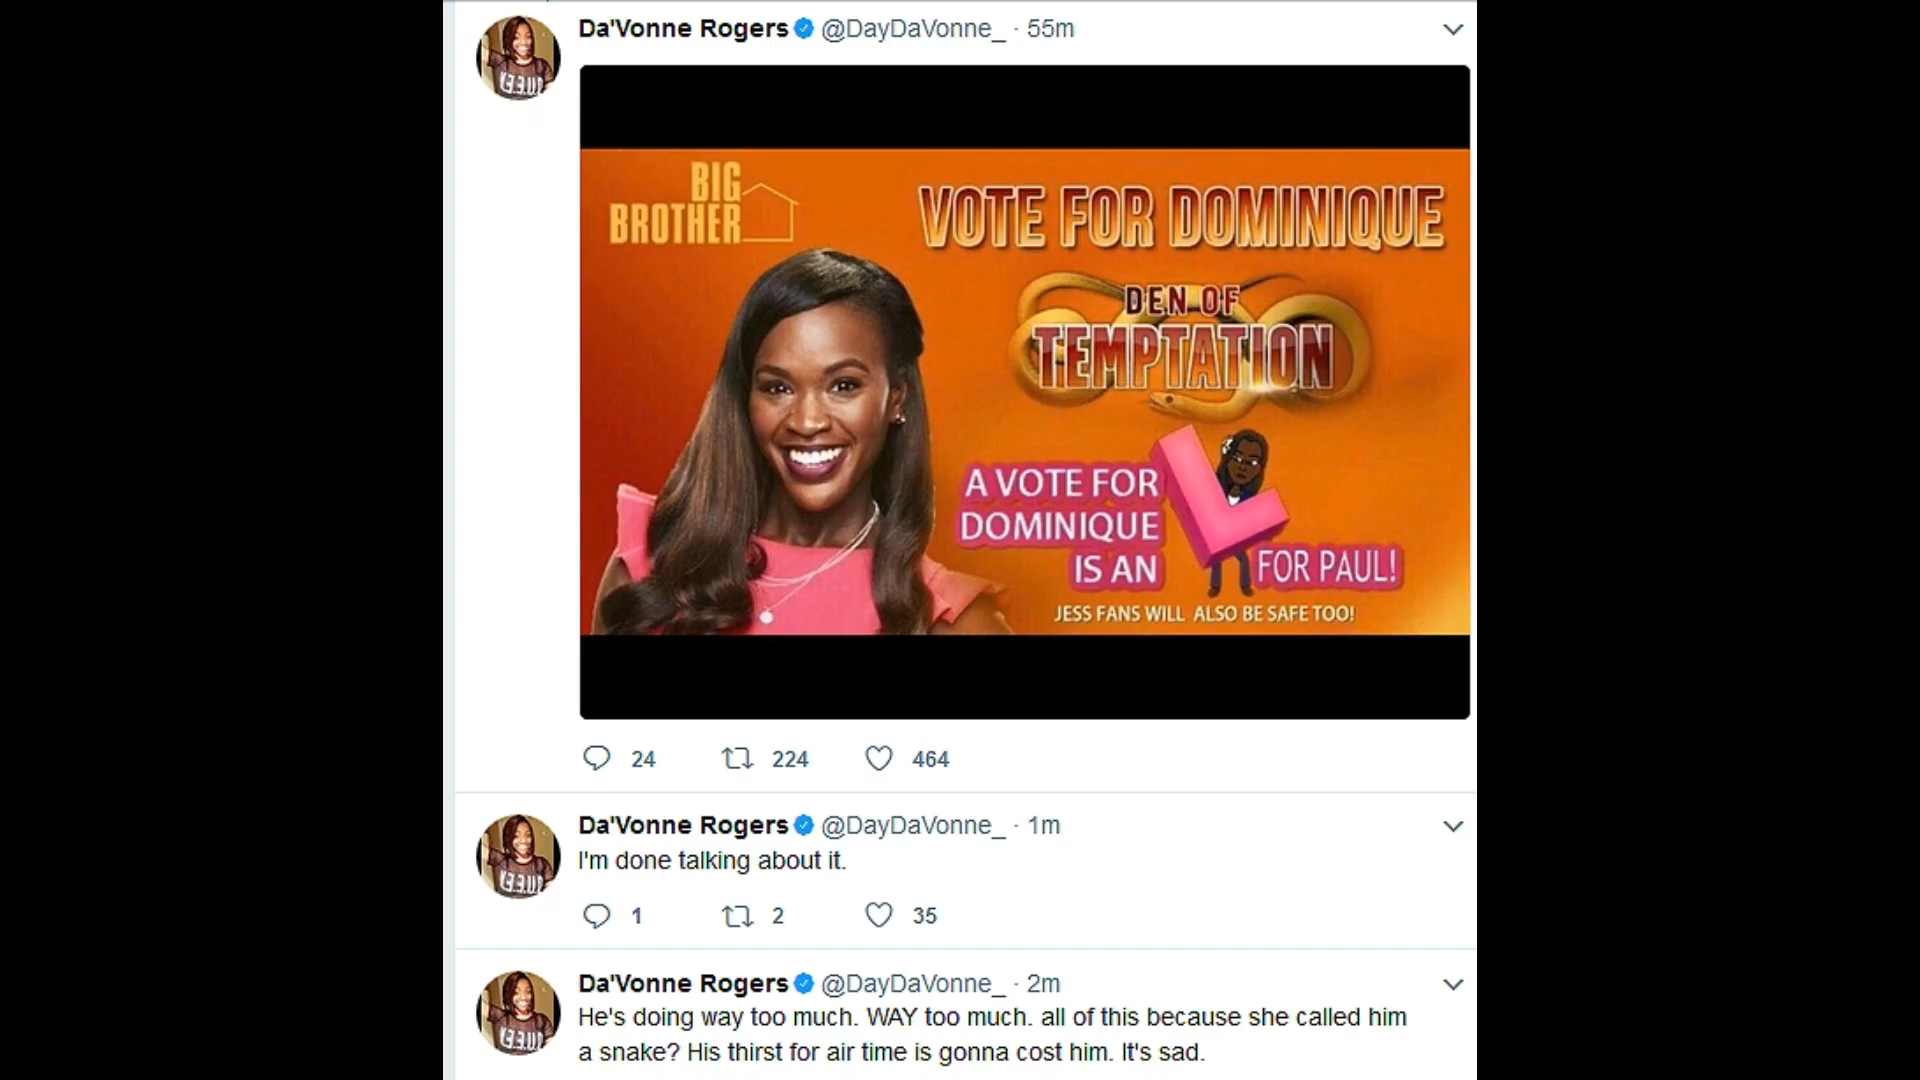 Da'Vonne Rogers @DayDaVonne_ · 55m
BIG
BROTHER
VOTE FOR DOMINIQUE
DEN OF
TEMPTATION
A VOTE FOR
DOMINIQUE
IS AN
L
FOR PAUL!
JESS FANS WILL ALSO BE SAFE TOO!
24 224 464
Da'Vonne Rogers @DayDaVonne_ · 1m
I'm done talking about it.
1 2 35
Da'Vonne Rogers @DayDaVonne_ · 2m
He's doing way too much. WAY too much. all of this because she called him
a snake? His thirst for air time is gonna cost him. It's sad.